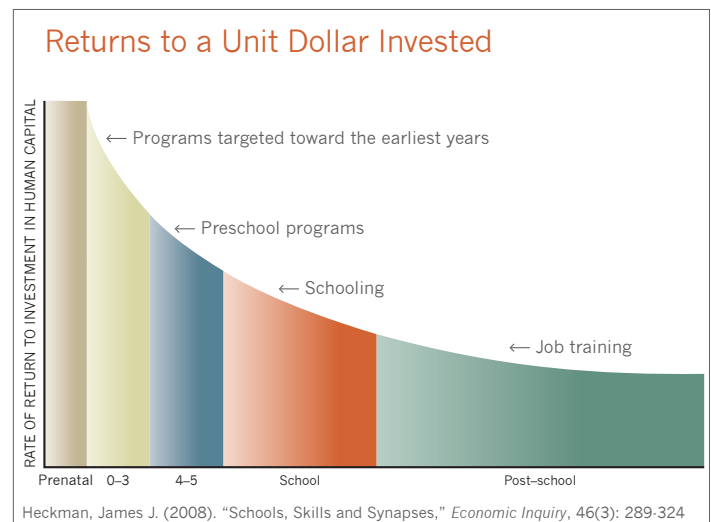 Returns to a Unit Dollar Invested
RATE OF RETURN TO INVESTMENT IN HUMAN CAPITAL
← Programs targeted toward the earliest years
← Preschool programs
← Schooling
← Job training
Prenatal 0–3 4–5 School Post–school
Heckman, James J. (2008). “Schools, Skills and Synapses,” Economic Inquiry, 46(3): 289-324